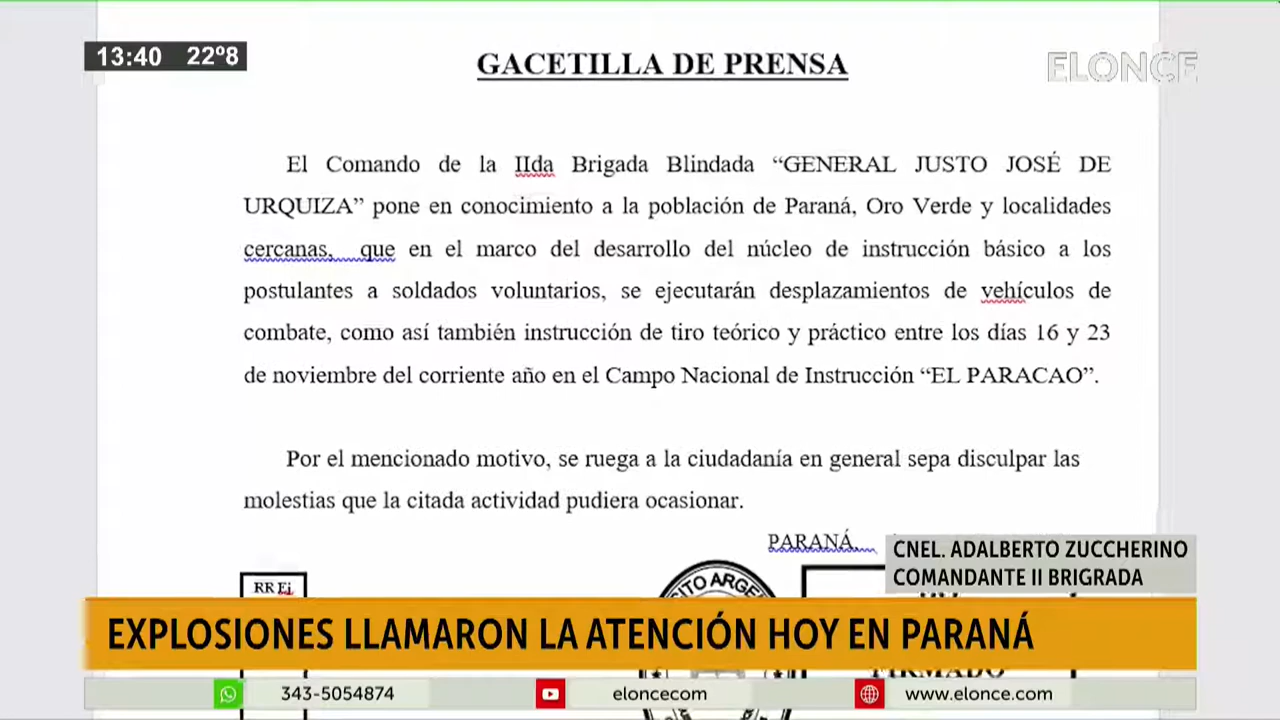 13:40 22º8
GACETILLA DE PRENSA
ELONCE
El Comando de la IIda Brigada Blindada “GENERAL JUSTO JOSÉ DE
URQUIZA” pone en conocimiento a la población de Paraná, Oro Verde y localidades
cercanas, que en el marco del desarrollo del núcleo de instrucción básico a los
postulantes a soldados voluntarios, se ejecutarán desplazamientos de vehículos de
combate, como así también instrucción de tiro teórico y práctico entre los días 16 y 23
de noviembre del corriente año en el Campo Nacional de Instrucción “EL PARACAO”.
Por el mencionado motivo, se ruega a la ciudadanía en general sepa disculpar las
molestias que la citada actividad pudiera ocasionar.
PARANÁ,
CNEL. ADALBERTO ZUCCHERINO
COMANDANTE II BRIGRADA
RR Ej
EXPLOSIONES LLAMARON LA ATENCIÓN HOY EN PARANÁ
FIRMADO
343-5054874 eloncecom www.elonce.com